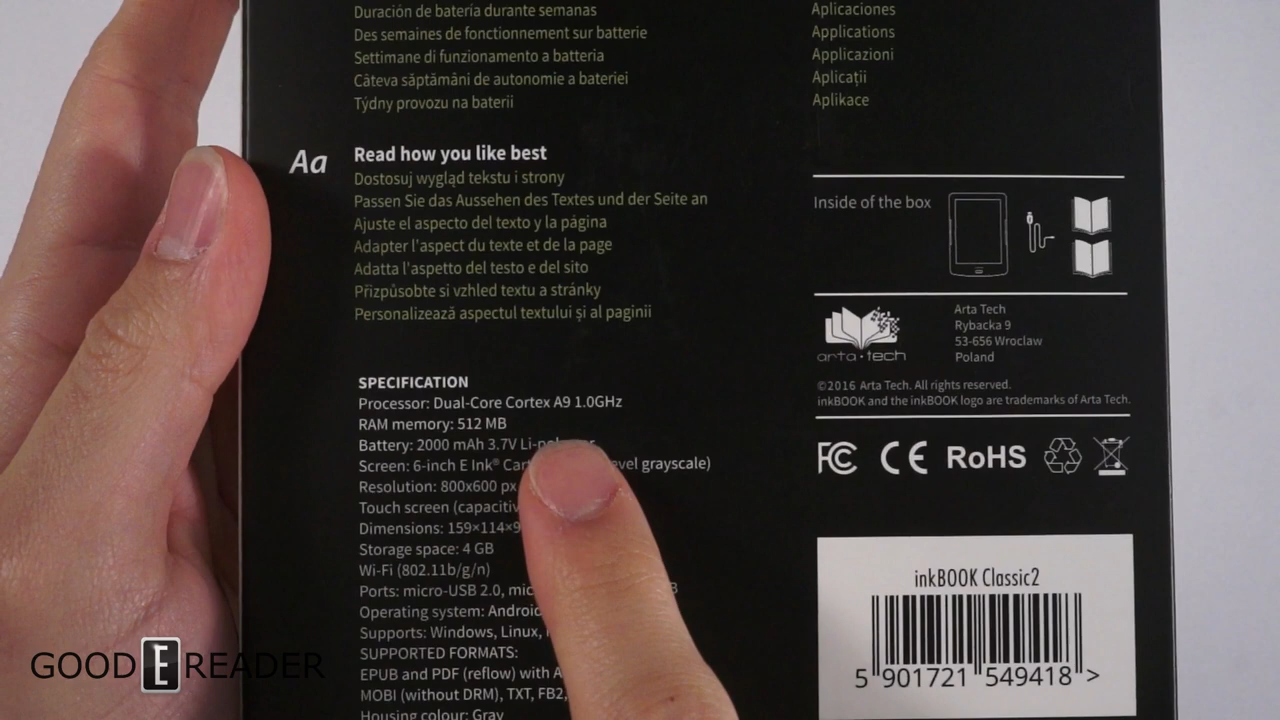 Duración de batería durante semanas
Des semaines de fonctionnement sur batterie
Settimane di funzionamento a batteria
Câteva săptămâni de autonomie a bateriei
Týdny provozu na baterii
Aa
Read how you like best
Dostosuj wygląd tekstu i strony
Passen Sie das Aussehen des Textes und der Seite an
Ajuste el aspecto del texto y la página
Adapter l'aspect du texte et de la page
Adatta l'aspetto del testo e del sito
Přizpůsobte si vzhled textu a stránky
Personalizează aspectul textului și al paginii
SPECIFICATION
Processor: Dual-Core Cortex A9 1.0GHz
RAM memory: 512 MB
Battery: 2000 mAh 3.7V
Screen: 6-inch E Ink® grayscale)
Resolution: 800x600 px
Touch screen
Dimensions:
Storage space: 4 GB
Wi-Fi (802.11b/g/n)
Ports: micro-USB 2.0,
Operating system: Android
Supports: Windows, Linux,
SUPPORTED FORMATS:
EPUB and PDF (reflow) with
MOBI (without DRM), TXT, FB2,
Housing colour: Gray
Aplicaciones
Applications
Applicazioni
Aplicații
Aplikace
Inside of the box
arta·tech
Arta Tech
Rybacka 9
53-656 Wroclaw
Poland
©2016 Arta Tech. All rights reserved.
inkBOOK and the inkBOOK logo are trademarks of Arta Tech.
FC CE RoHS
inkBOOK Classic2
5 901721 549418 >
GOOD E READER